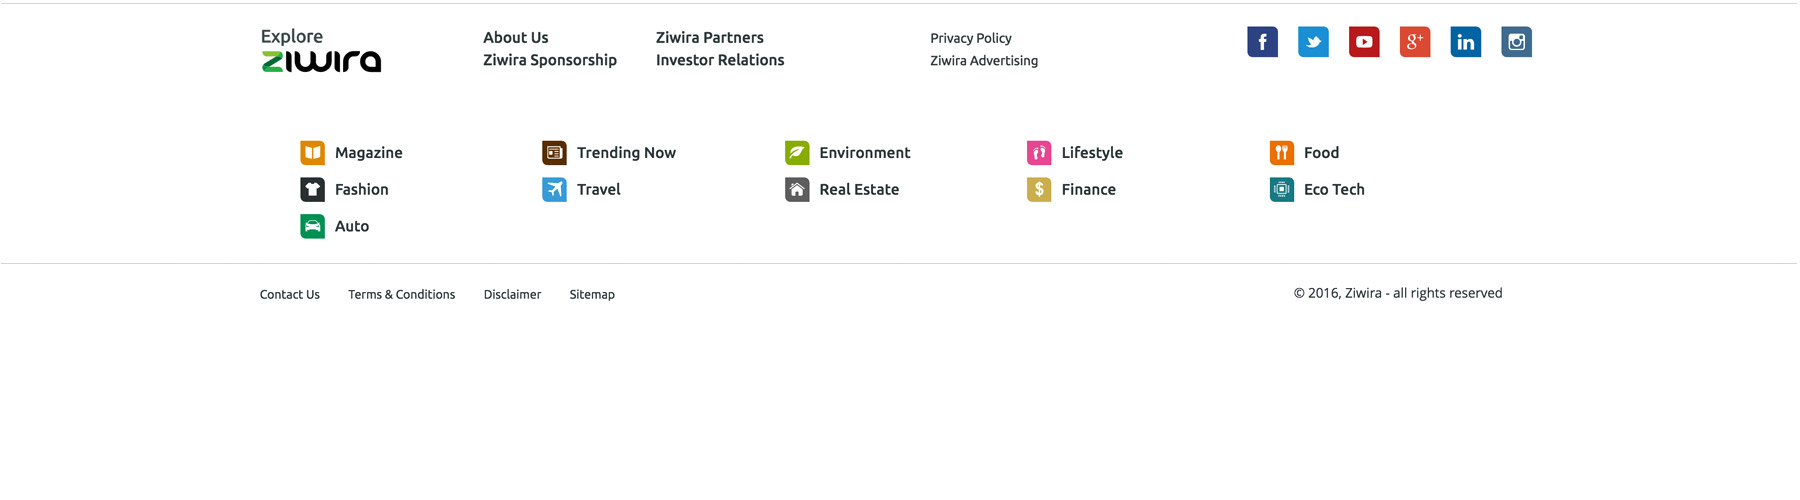 Explore
ziwira
About Us
Ziwira Sponsorship
Ziwira Partners
Investor Relations
Privacy Policy
Ziwira Advertising
f
g+
in
Magazine
Trending Now
Environment
Lifestyle
Food
Fashion
Travel
Real Estate
$ Finance
Eco Tech
Auto
Contact Us Terms & Conditions Disclaimer Sitemap
© 2016, Ziwira - all rights reserved